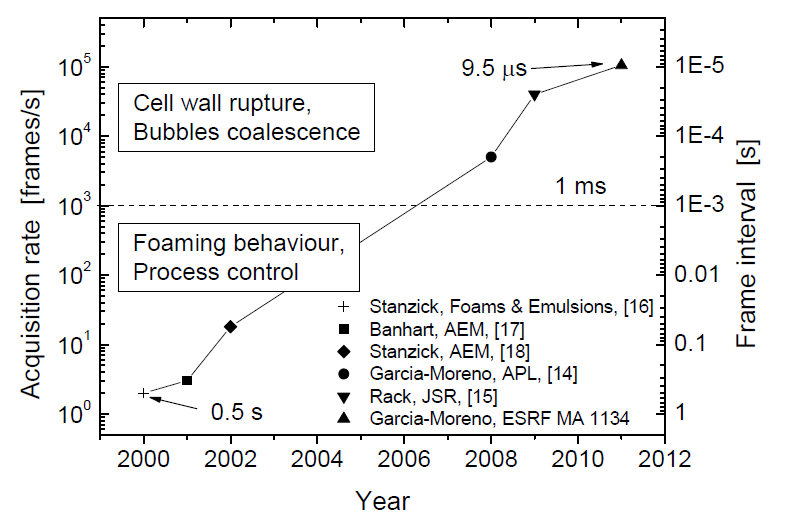 Acquisition rate [frames/s]
10⁵
10⁴
10³
10²
10¹
10⁰
Cell wall rupture,
Bubbles coalescence
9.5 μs
1 ms
Foaming behaviour,
Process control
0.5 s
Stanzick, Foams & Emulsions, [16]
Banhart, AEM, [17]
Stanzick, AEM, [18]
Garcia-Moreno, APL, [14]
Rack, JSR, [15]
Garcia-Moreno, ESRF MA 1134
1E-5
1E-4
1E-3
0.01
0.1
1
Frame interval [s]
2000 2002 2004 2006 2008 2010 2012
Year